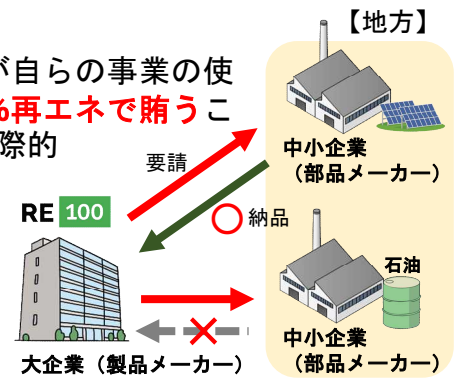 【地方】
が自らの事業の使
%再エネで賄うこ
際的
要請
中小企業
（部品メーカー）
RE 100
○納品
石油
中小企業
（部品メーカー）
大企業（製品メーカー）